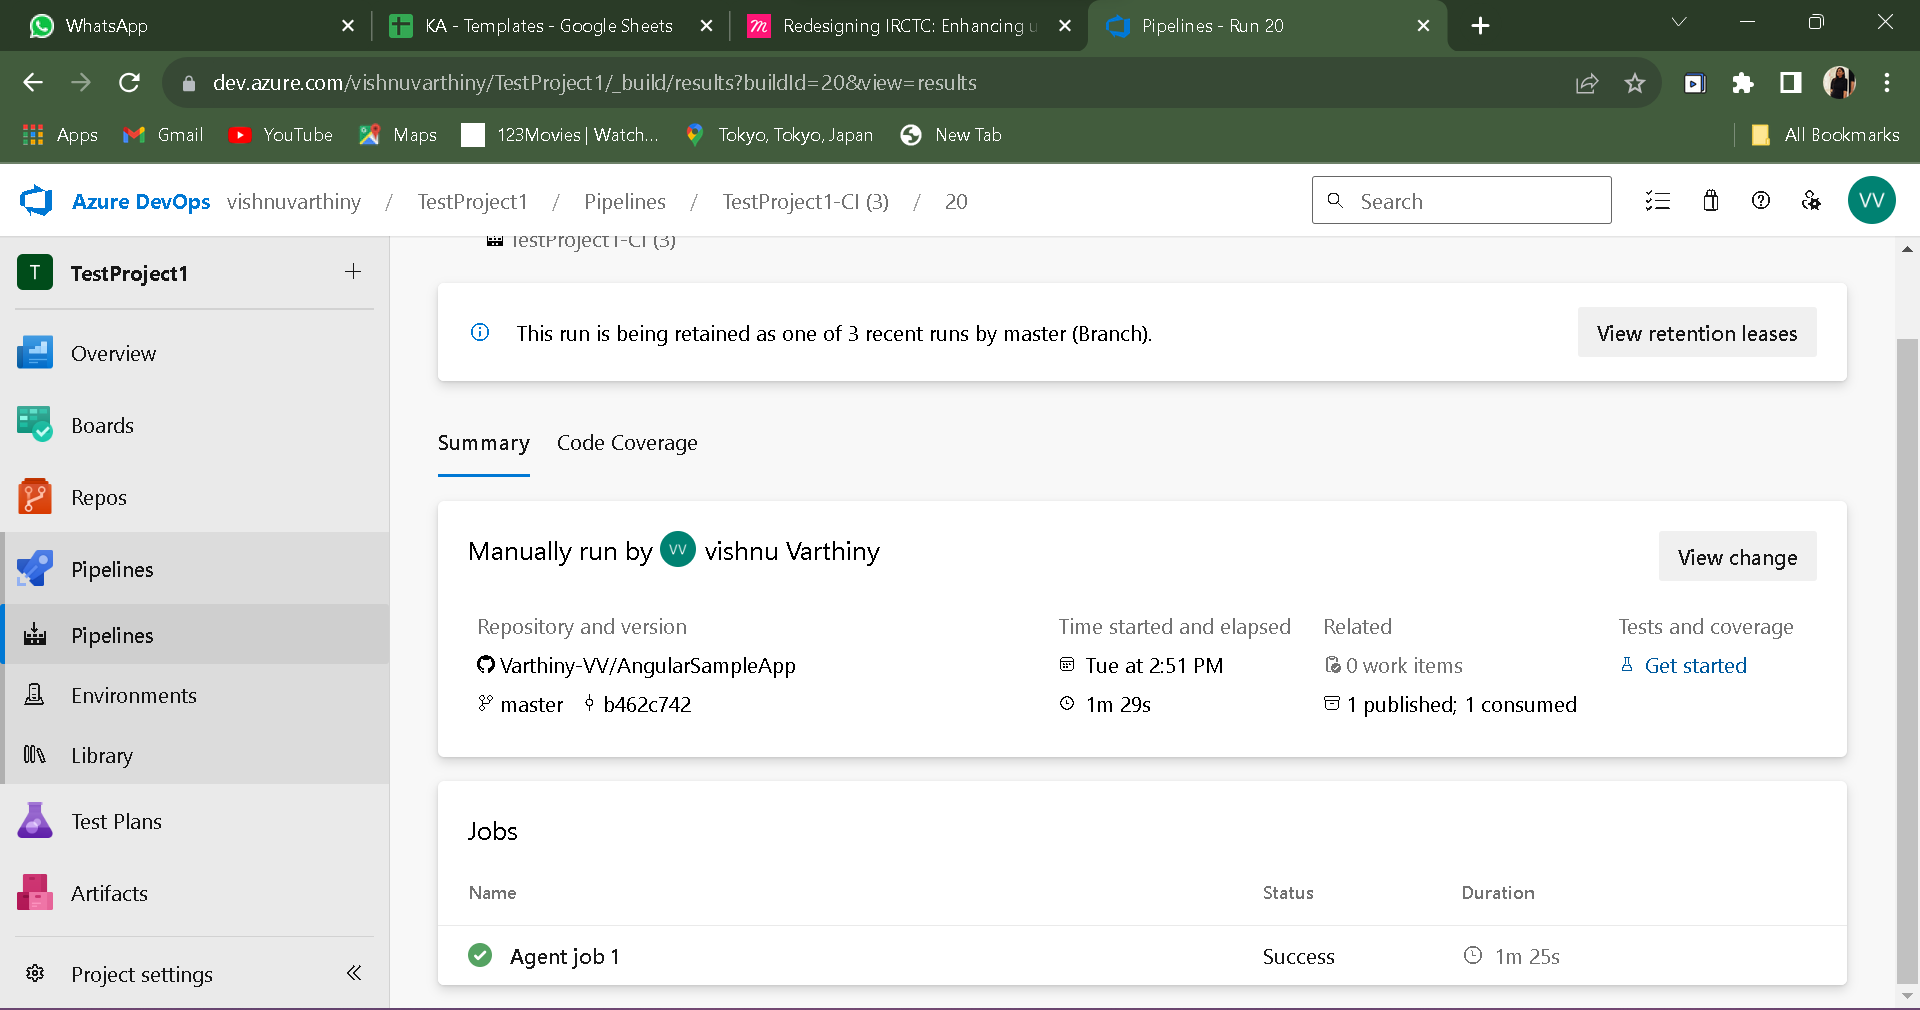 WhatsApp
KA - Templates - Google Sheets
Redesigning IRCTC: Enhancing u
Pipelines - Run 20
dev.azure.com/vishnuvarthiny/TestProject1/_build/results?buildId=20&view=results
Apps
Gmail
YouTube
Maps
123Movies | Watch...
Tokyo, Tokyo, Japan
New Tab
All Bookmarks
Azure DevOps vishnuvarthiny / TestProject1 / Pipelines / TestProject1-CI (3) / 20
Search
VV
T TestProject1
Overview
Boards
Repos
Pipelines
Pipelines
Environments
Library
Test Plans
Artifacts
Project settings
TestProject1-CI (3)
This run is being retained as one of 3 recent runs by master (Branch).
View retention leases
Summary Code Coverage
Manually run by VV vishnu Varthiny
View change
Repository and version
Varthiny-VV/AngularSampleApp
master b462c742
Time started and elapsed
Tue at 2:51 PM
1m 29s
Related
0 work items
1 published; 1 consumed
Tests and coverage
Get started
Jobs
Name Status Duration
Agent job 1 Success 1m 25s